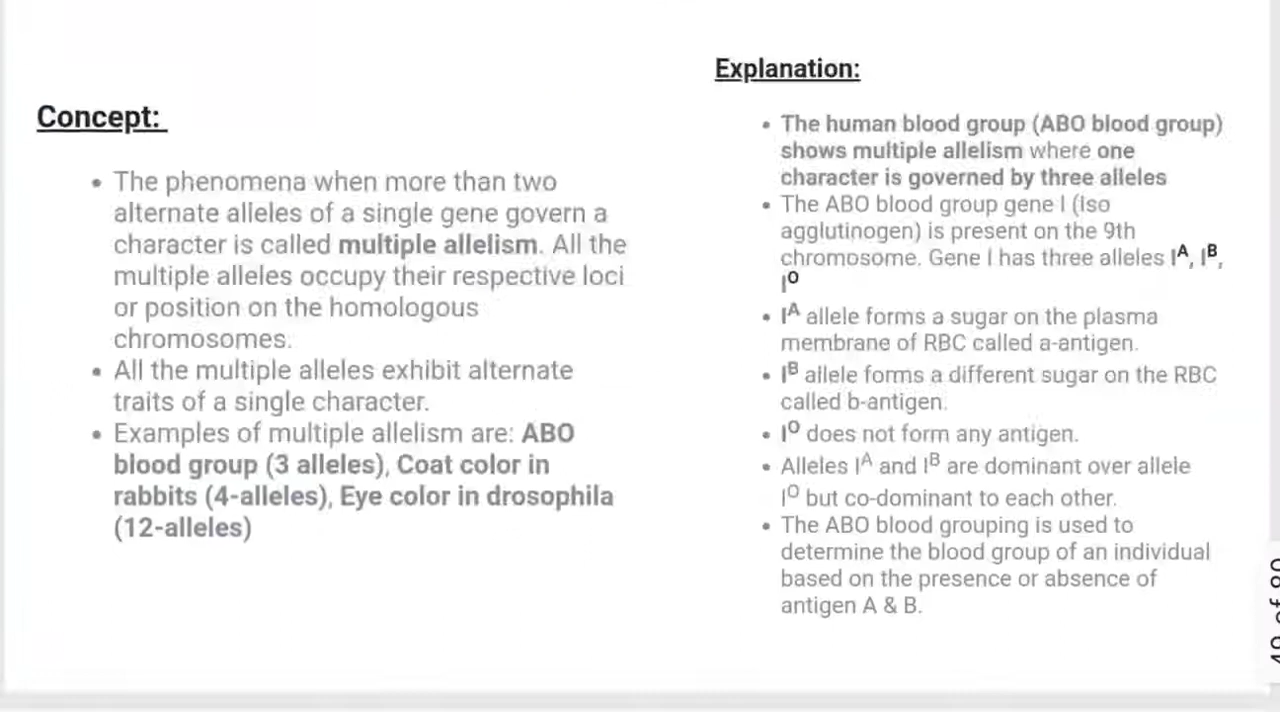 Concept:
• The phenomena when more than two
alternate alleles of a single gene govern a
character is called multiple allelism. All the
multiple alleles occupy their respective loci
or position on the homologous
chromosomes.
• All the multiple alleles exhibit alternate
traits of a single character.
• Examples of multiple allelism are: ABO
blood group (3 alleles), Coat color in
rabbits (4-alleles), Eye color in drosophila
(12-alleles)
Explanation:
• The human blood group (ABO blood group)
shows multiple allelism where one
character is governed by three alleles
• The ABO blood group gene I (Iso
agglutinogen) is present on the 9th
chromosome. Gene I has three alleles Iᴬ, Iᴮ,
Iᴼ
• Iᴬ allele forms a sugar on the plasma
membrane of RBC called a-antigen.
• Iᴮ allele forms a different sugar on the RBC
called b-antigen.
• Iᴼ does not form any antigen.
• Alleles Iᴬ and Iᴮ are dominant over allele
Iᴼ but co-dominant to each other.
• The ABO blood grouping is used to
determine the blood group of an individual
based on the presence or absence of
antigen A & B.